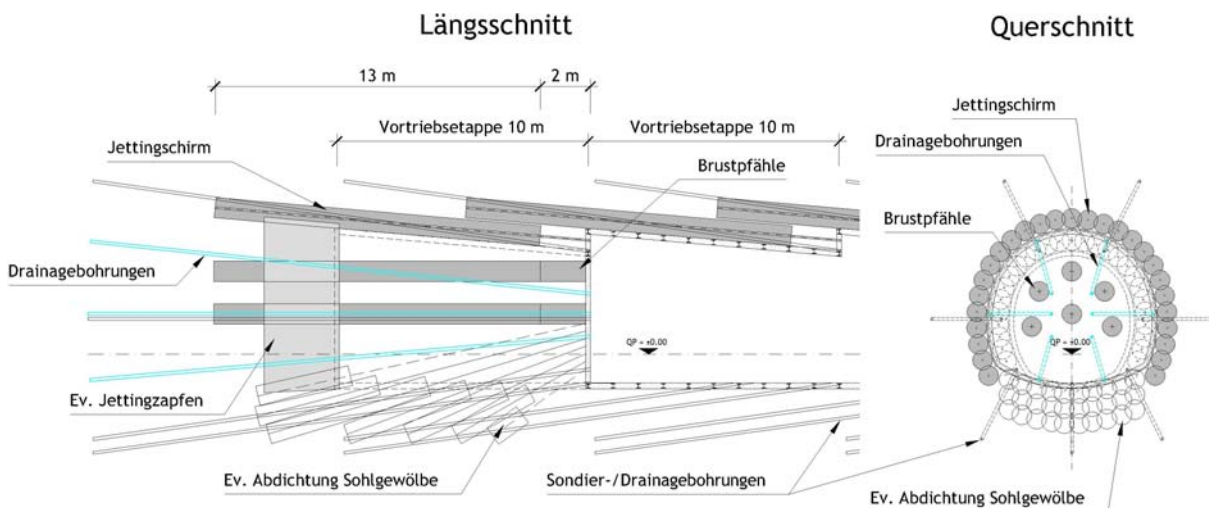 Längsschnitt
Querschnitt
13 m
2 m
Vortriebsetappe 10 m
Vortriebsetappe 10 m
Jettingschirm
Brustpfähle
Drainagebohrungen
QP = ±0.00
Ev. Jettingzapfen
Ev. Abdichtung Sohlgewölbe
Sondier-/Drainagebohrungen
Jettingschirm
Drainagebohrungen
Brustpfähle
QP = ±0.00
Ev. Abdichtung Sohlgewölbe